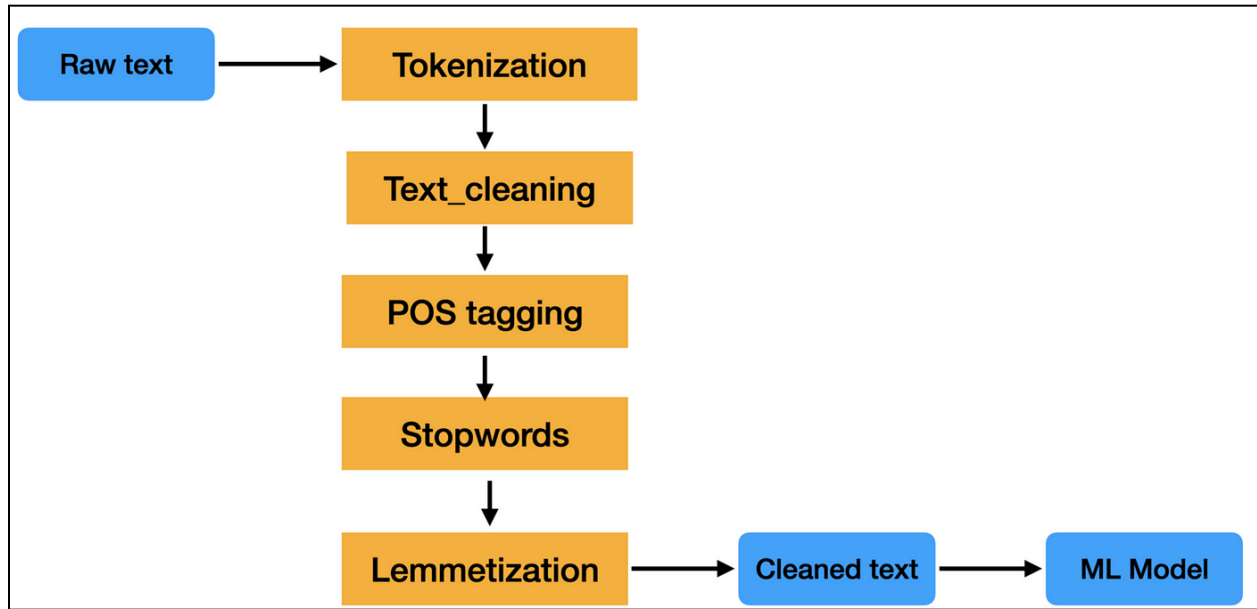 Raw text
Tokenization
Text_cleaning
POS tagging
Stopwords
Lemmetization
Cleaned text
ML Model